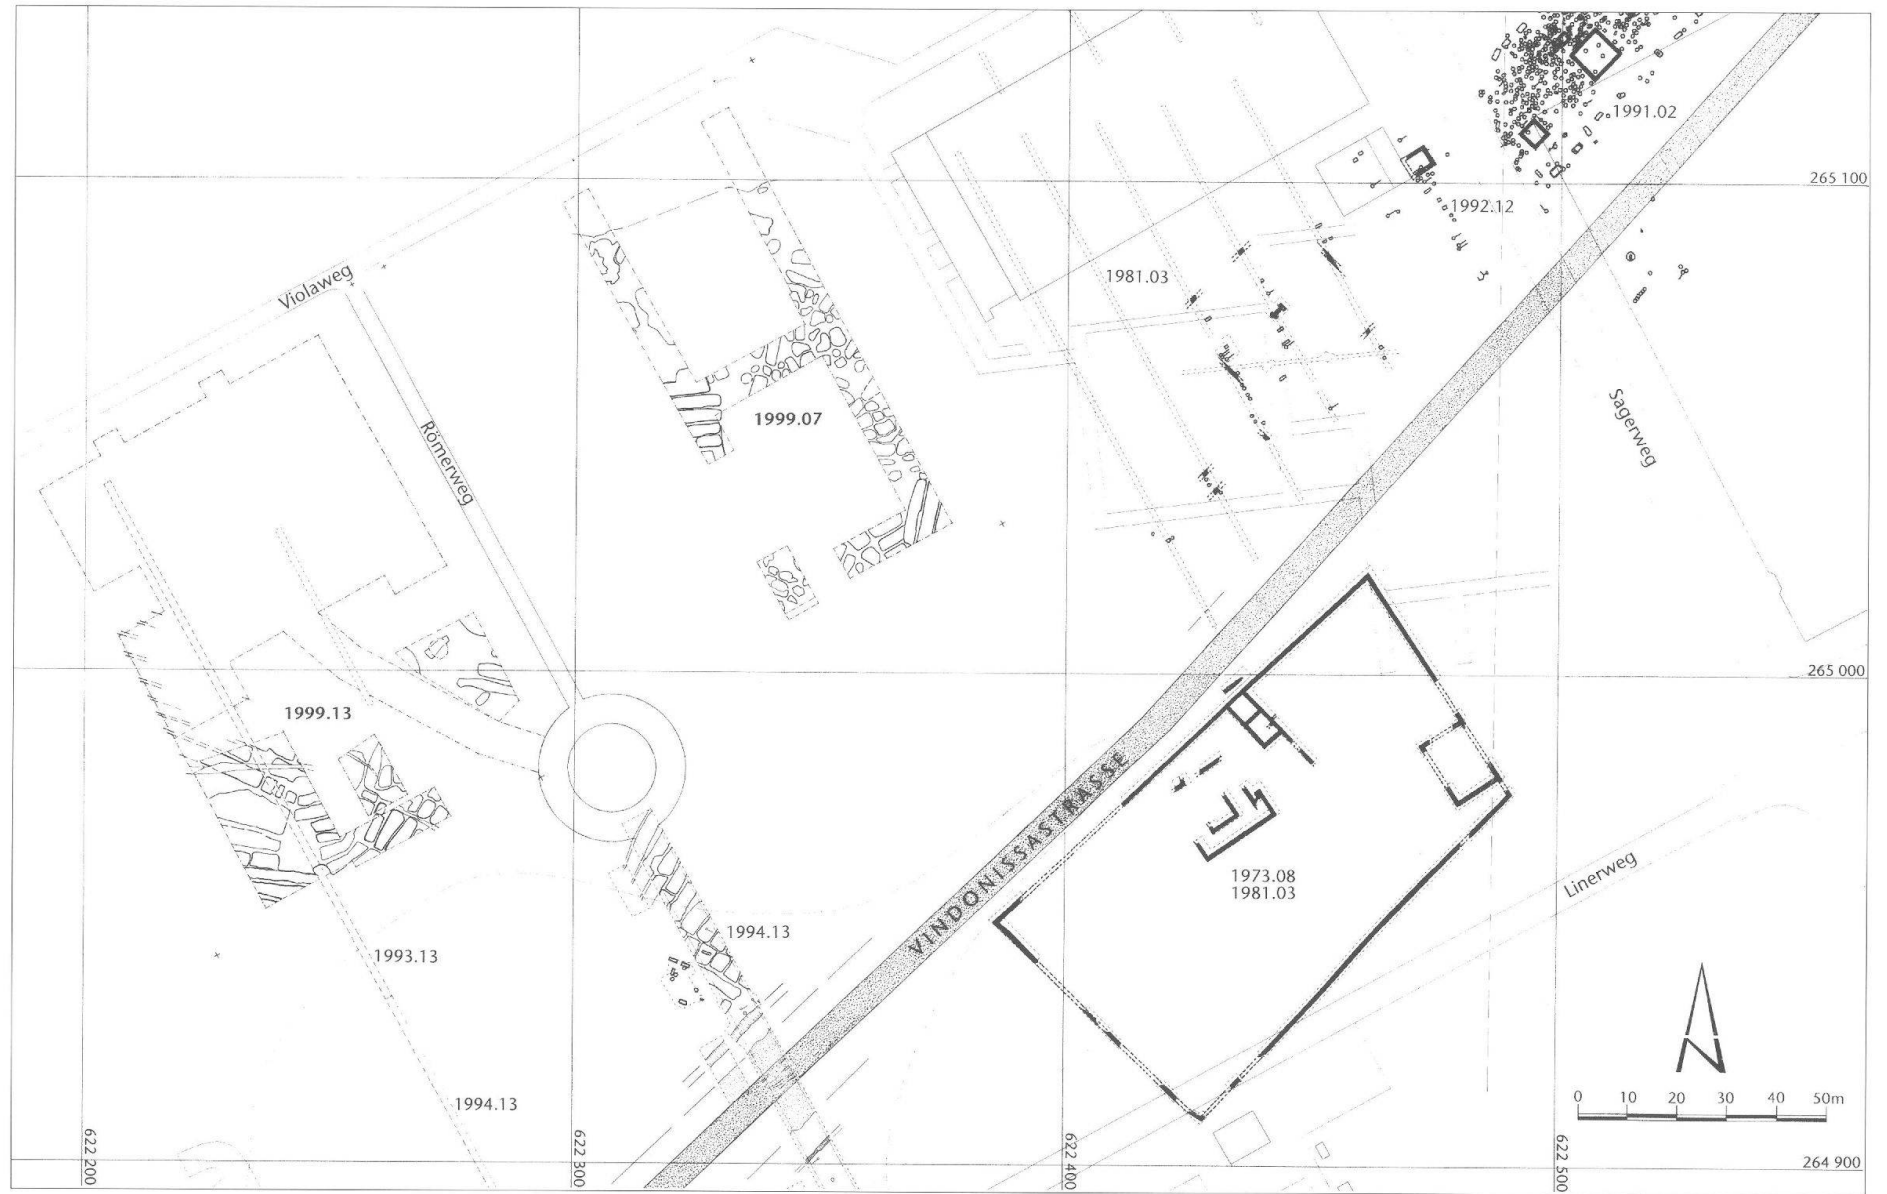 1991.02
265 100
1992.12
Violaweg
1981.03
Sagerweg
1999.07
Römerweg
265 000
1999.13
VINDONISSASTRASSE
1973.08
1981.03
Linerweg
1994.13
1993.13
1994.13
0 10 20 30 40 50m
622 200
622 300
622 400
622 500
264 900